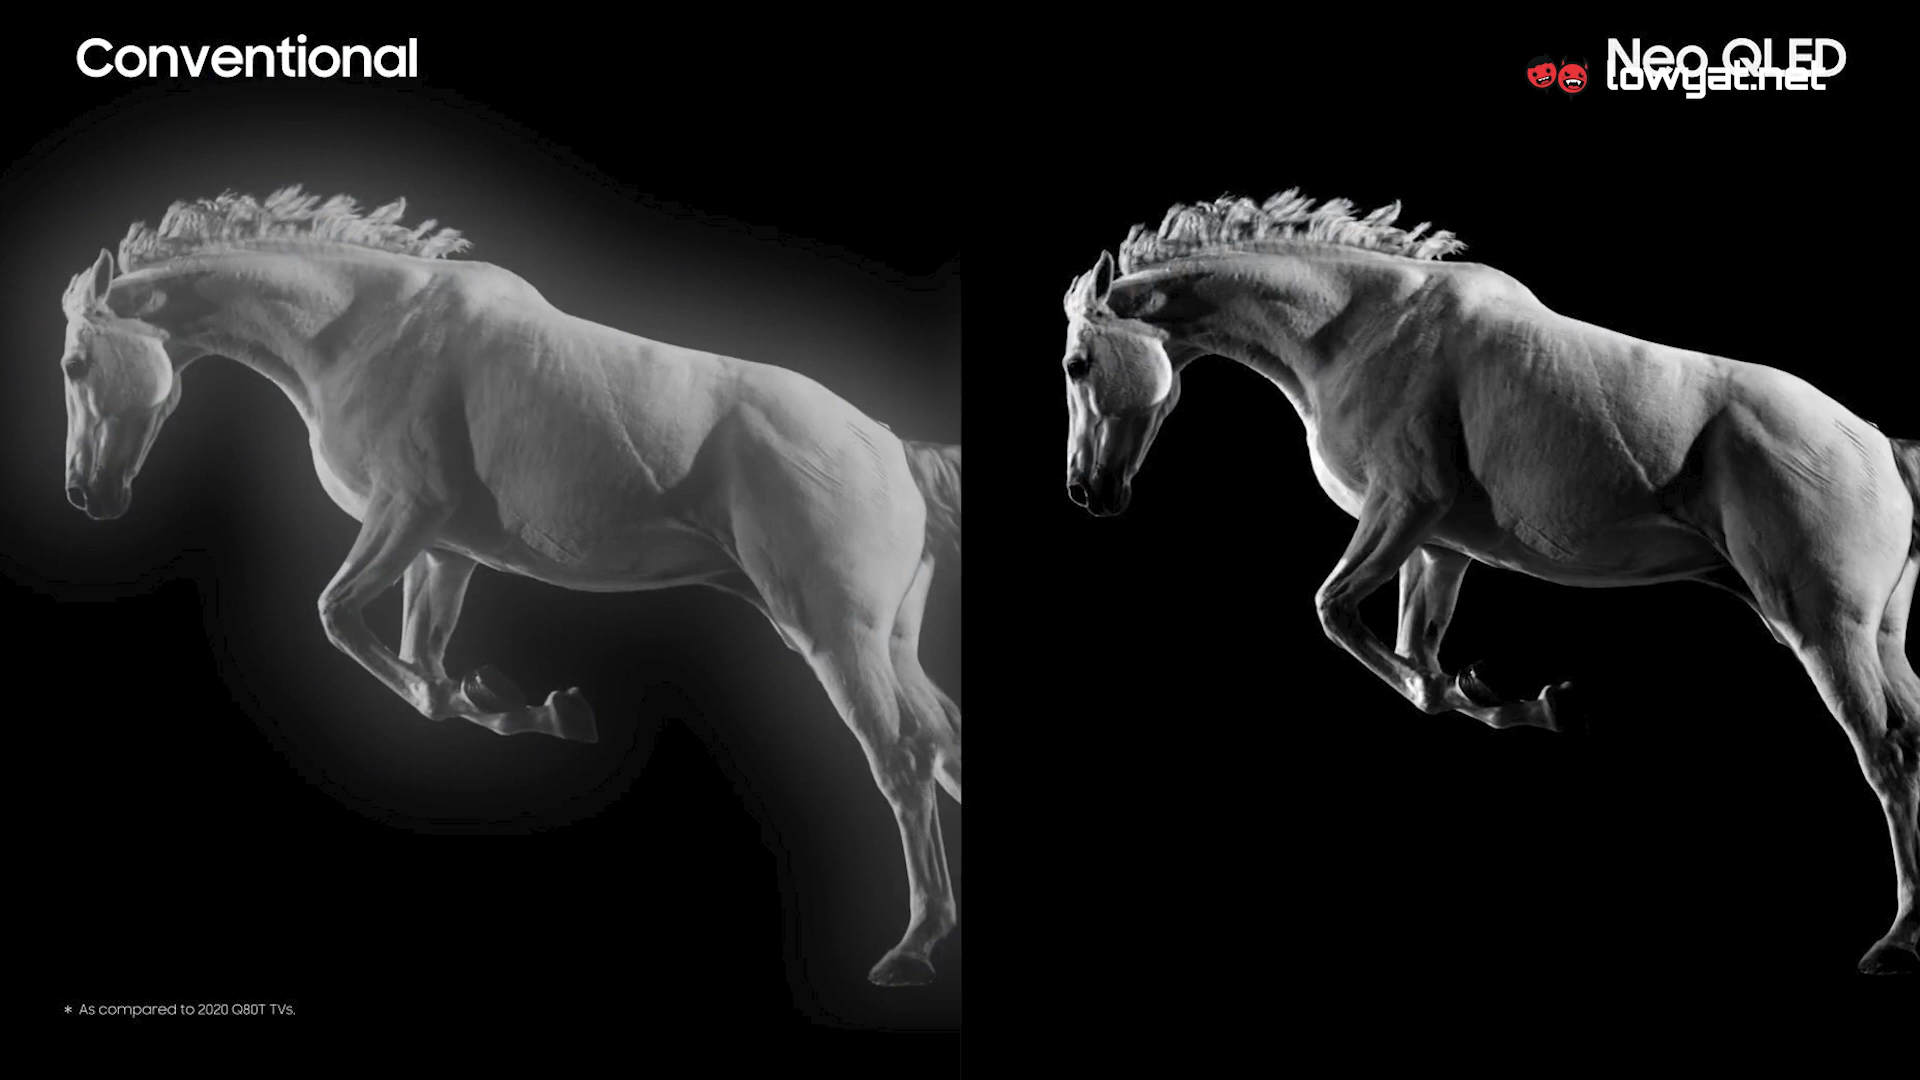 Conventional
Neo QLED
lowyat.net
* As compared to 2020 Q80T TVs.